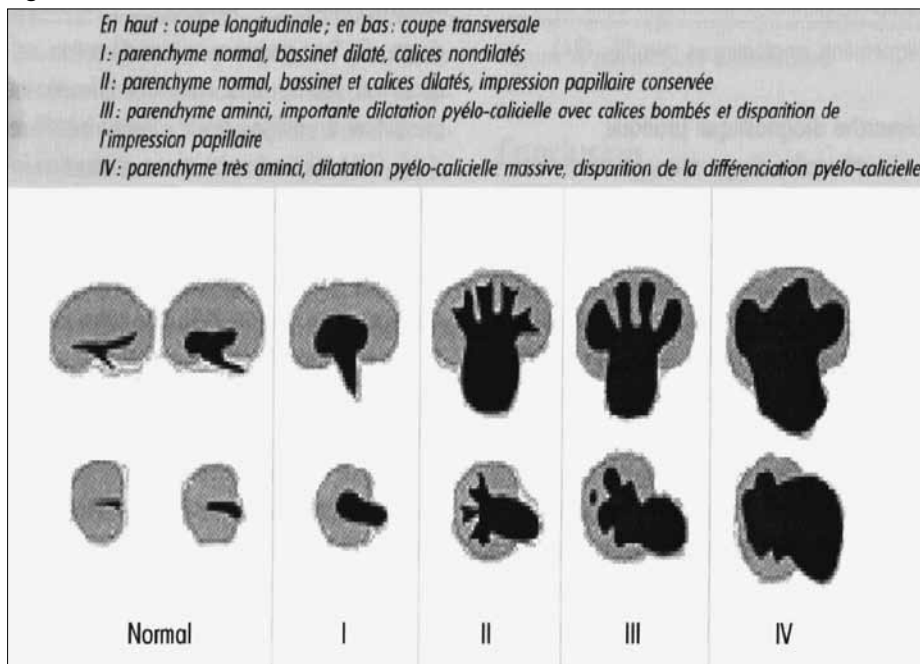 En haut : coupe longitudinale ; en bas : coupe transversale
I : parenchyme normal, bassinet dilaté, calices nondilatés
II : parenchyme normal, bassinet et calices dilatés, impression papillaire conservée
III : parenchyme aminci, importante dilatation pyélo-calicielle avec calices bombés et disparition de
l'impression papillaire
IV : parenchyme très aminci, dilatation pyélo-calicielle massive, disparition de la différenciation pyélo-calicielle
Normal I II III IV